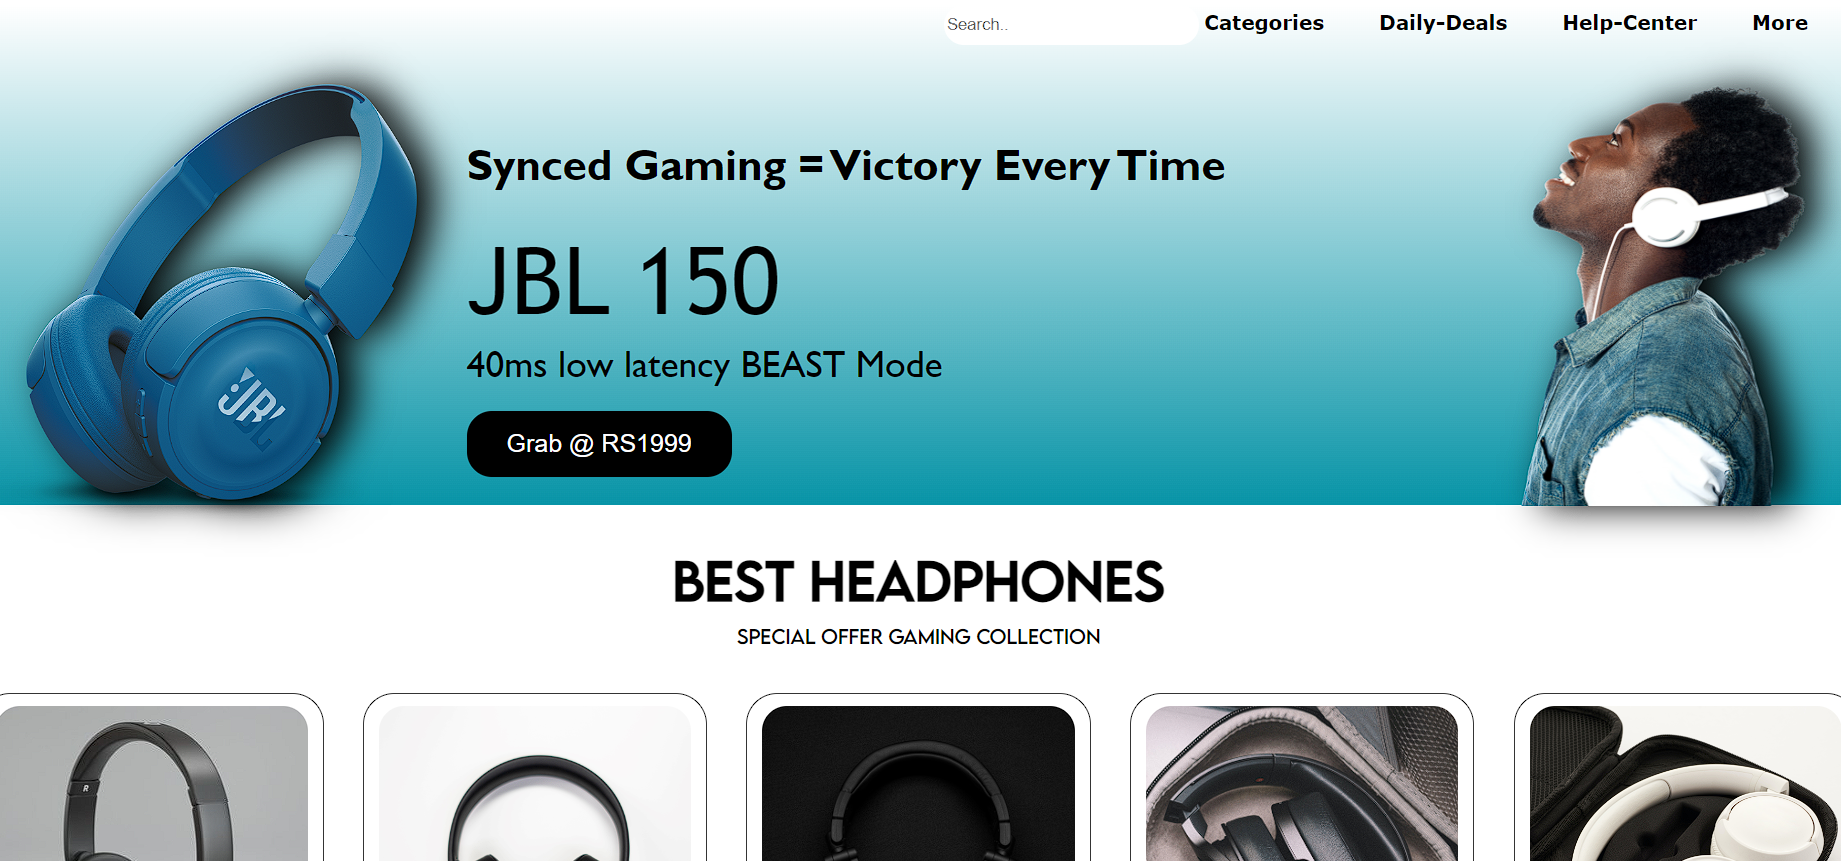 Search.. Categories Daily-Deals Help-Center More
Synced Gaming = Victory Every Time
JBL 150
40ms low latency BEAST Mode
Grab @ RS1999
JBL
BEST HEADPHONES
SPECIAL OFFER GAMING COLLECTION
R